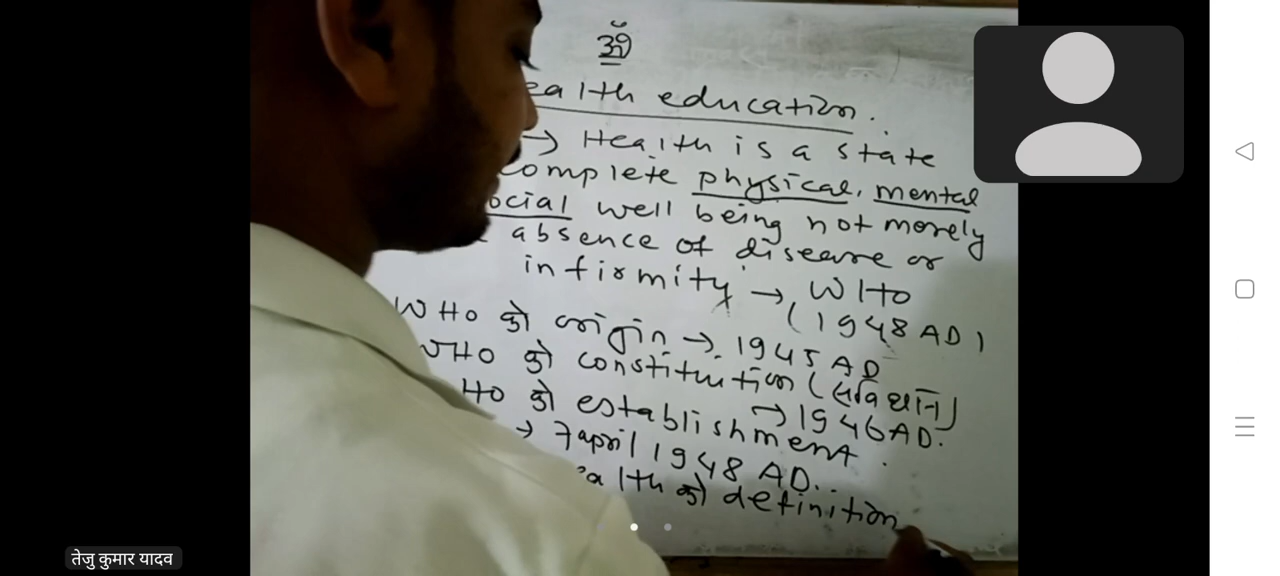 ॐ
ealth education.
→ Health is a state
complete physical, mental
ocial well being not merely
absence of disease or
infirmity → WHO
(1948 AD)
WHO को origin → 1945 AD
WHO को constitution (संविधान)
→ 1946 AD.
HO को establishment.
→ 7 april 1948 AD.
ealth को definition
तेजु कुमार यादव